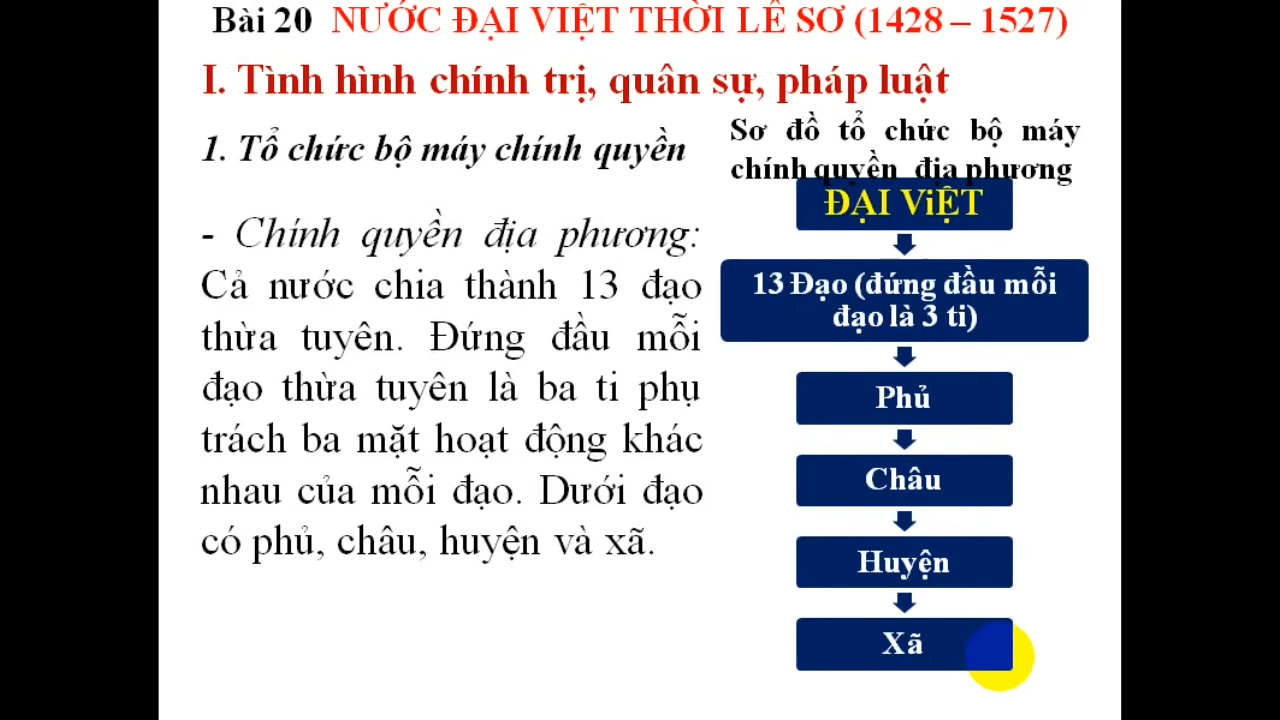 Bài 20 NƯỚC ĐẠI VIỆT THỜI LÊ SƠ (1428 – 1527)
I. Tình hình chính trị, quân sự, pháp luật
1. Tổ chức bộ máy chính quyền
- Chính quyền địa phương:
Cả nước chia thành 13 đạo
thừa tuyên. Đứng đầu mỗi
đạo thừa tuyên là ba ti phụ
trách ba mặt hoạt động khác
nhau của mỗi đạo. Dưới đạo
có phủ, châu, huyện và xã.
Sơ đồ tổ chức bộ máy
chính quyền địa phương
ĐẠI ViỆT
13 Đạo (đứng đầu mỗi
đạo là 3 ti)
Phủ
Châu
Huyện
Xã